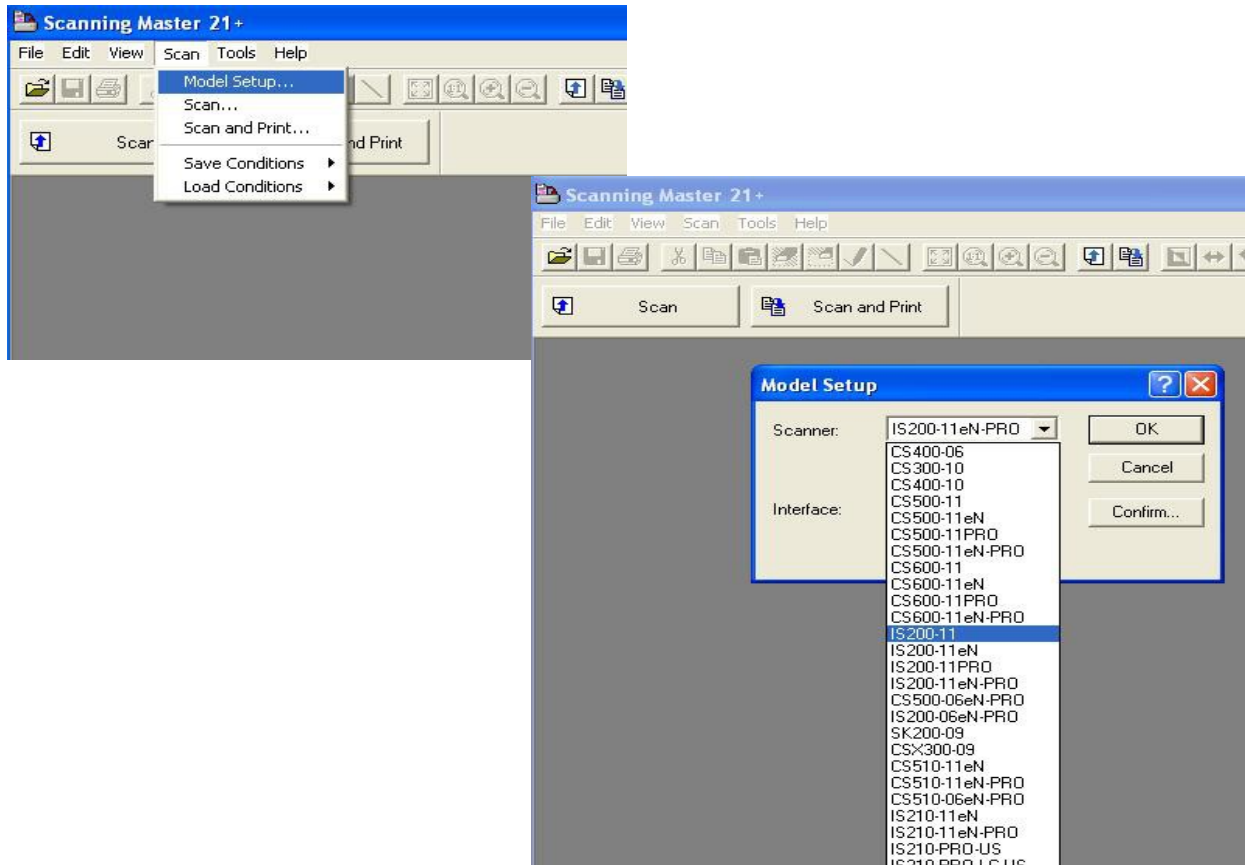 Scanning Master 21+
File Edit View Scan Tools Help
Model Setup...
Scan...
Scan and Print...
Save Conditions
Load Conditions
nd Print
Scanning Master 21+
File Edit View Scan Tools Help
Scan Scan and Print
Model Setup
Scanner: IS200-11eN-PRO OK
Cancel
Interface: Confirm...
CS400-06
CS300-10
CS400-10
CS500-11
CS500-11eN
CS500-11PRO
CS500-11eN-PRO
CS600-11
CS600-11eN
CS600-11PRO
CS600-11eN-PRO
IS200-11
IS200-11eN
IS200-11PRO
IS200-11eN-PRO
CS500-06eN-PRO
IS200-06eN-PRO
SK200-09
CSX300-09
CS510-11eN
CS510-11eN-PRO
CS510-06eN-PRO
IS210-11eN
IS210-11eN-PRO
IS210-PRO-US